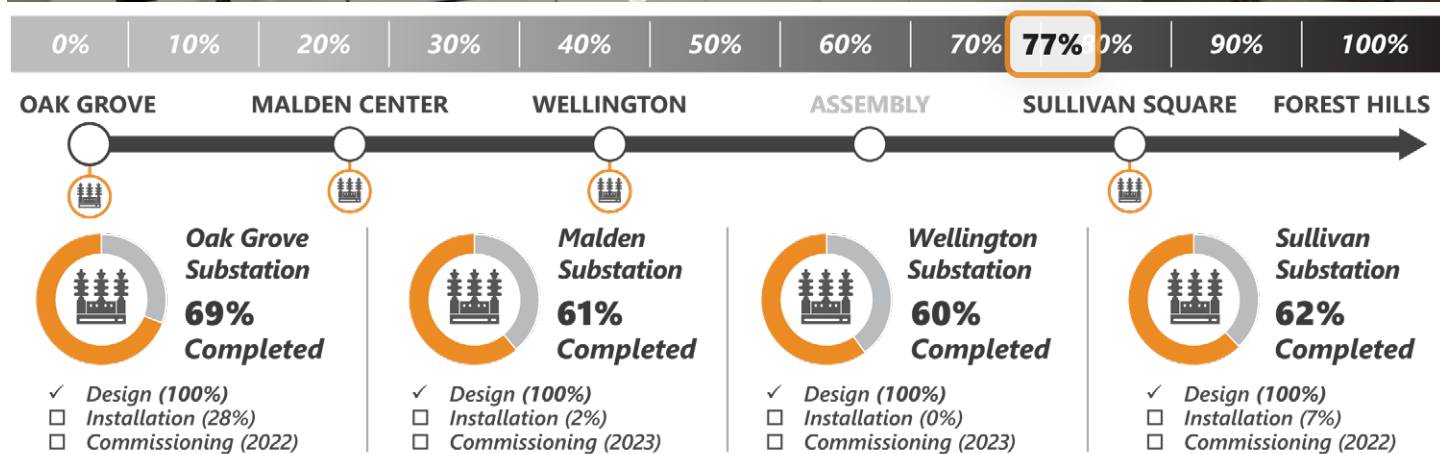 0% 10% 20% 30% 40% 50% 60% 70% 77% 0% 90% 100%
OAK GROVE MALDEN CENTER WELLINGTON ASSEMBLY SULLIVAN SQUARE FOREST HILLS
Oak Grove
Substation
69%
Completed
✓ Design (100%)
☐ Installation (28%)
☐ Commissioning (2022)
Malden
Substation
61%
Completed
✓ Design (100%)
☐ Installation (2%)
☐ Commissioning (2023)
Wellington
Substation
60%
Completed
✓ Design (100%)
☐ Installation (0%)
☐ Commissioning (2023)
Sullivan
Substation
62%
Completed
✓ Design (100%)
☐ Installation (7%)
☐ Commissioning (2022)